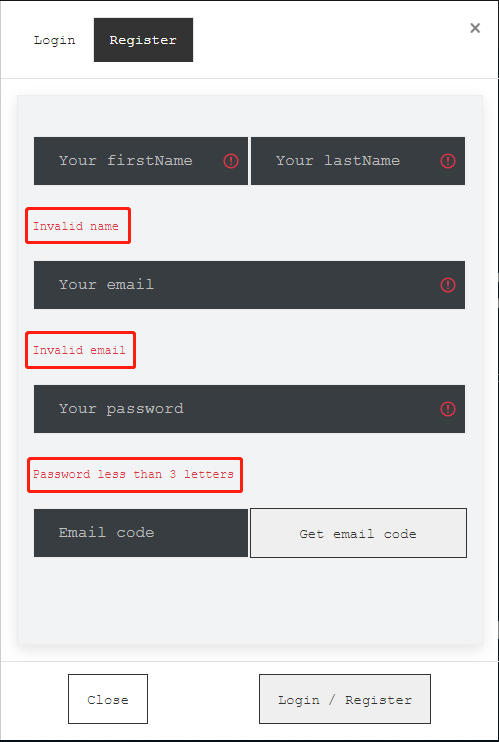 Login Register ×
Your firstName Your lastName
Invalid name
Your email
Invalid email
Your password
Password less than 3 letters
Email code Get email code
Close Login / Register